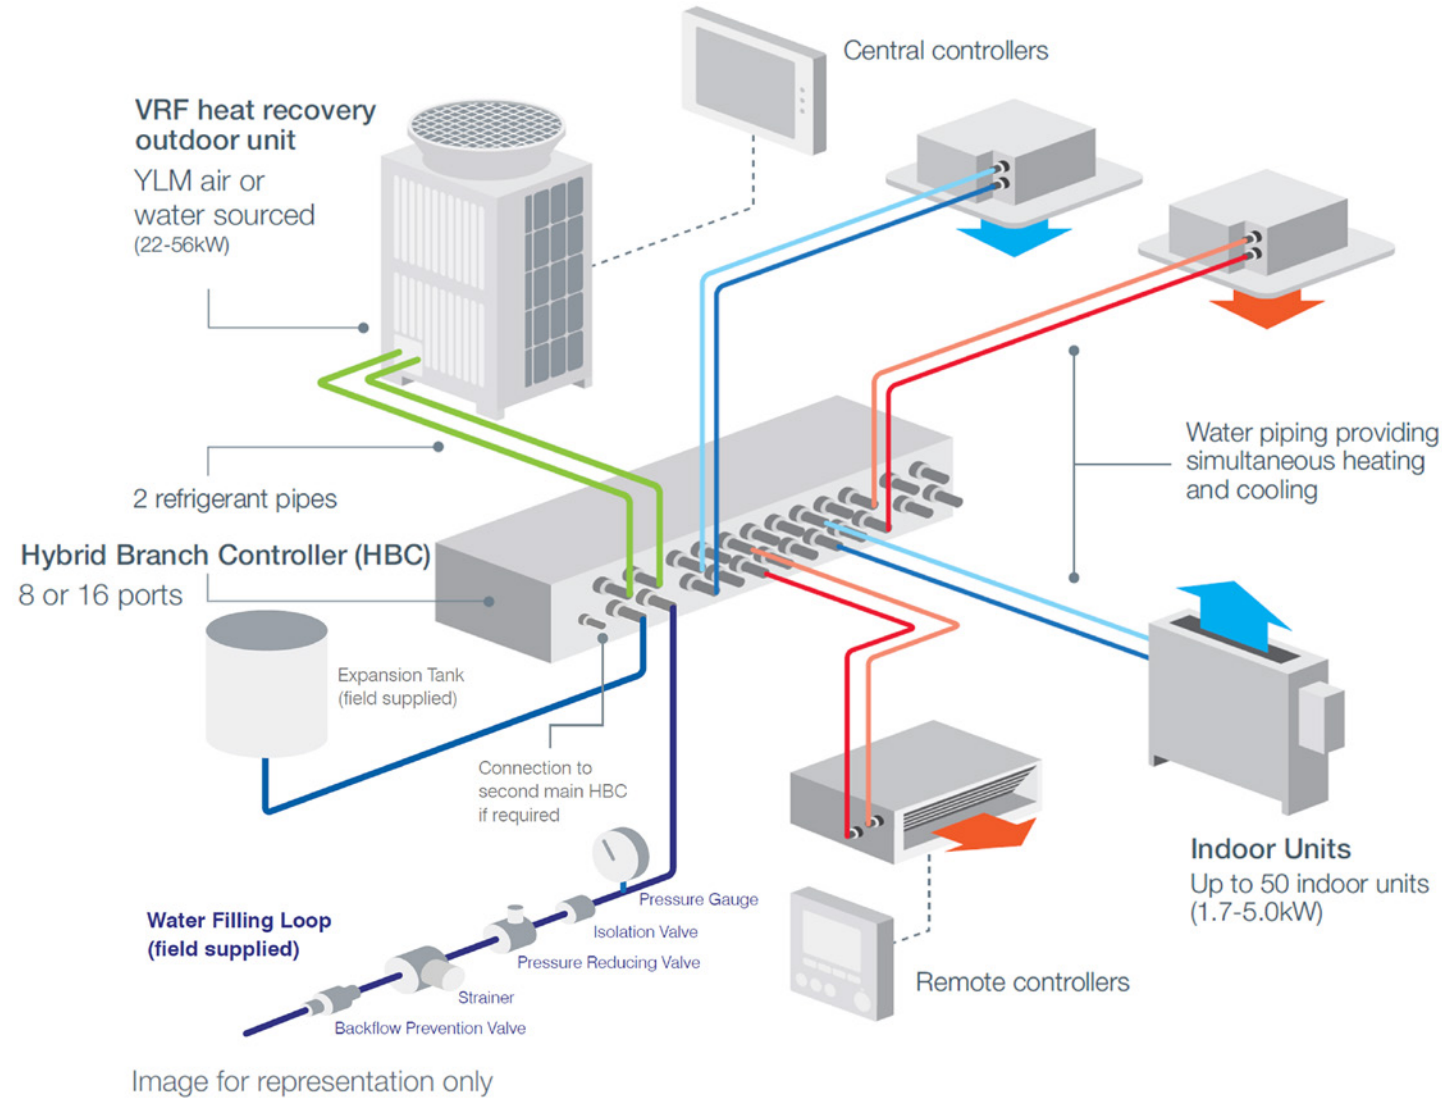 Central controllers
VRF heat recovery
outdoor unit
YLM air or
water sourced
(22-56kW)
Water piping providing
simultaneous heating
and cooling
2 refrigerant pipes
Hybrid Branch Controller (HBC)
8 or 16 ports
Expansion Tank
(field supplied)
Connection to
second main HBC
if required
Indoor Units
Up to 50 indoor units
(1.7-5.0kW)
Pressure Gauge
Water Filling Loop
(field supplied)
Isolation Valve
Pressure Reducing Valve
Remote controllers
Strainer
Backflow Prevention Valve
Image for representation only